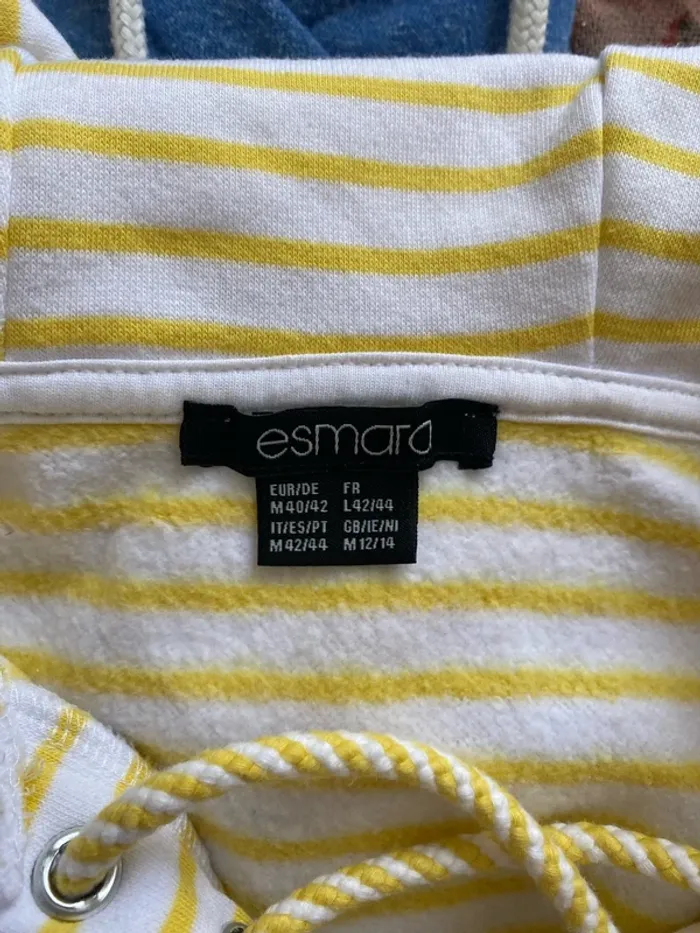 esmara
EUR/DE FR
M40/42 L42/44
IT/ES/PT GB/IE/NI
M42/44 M12/14